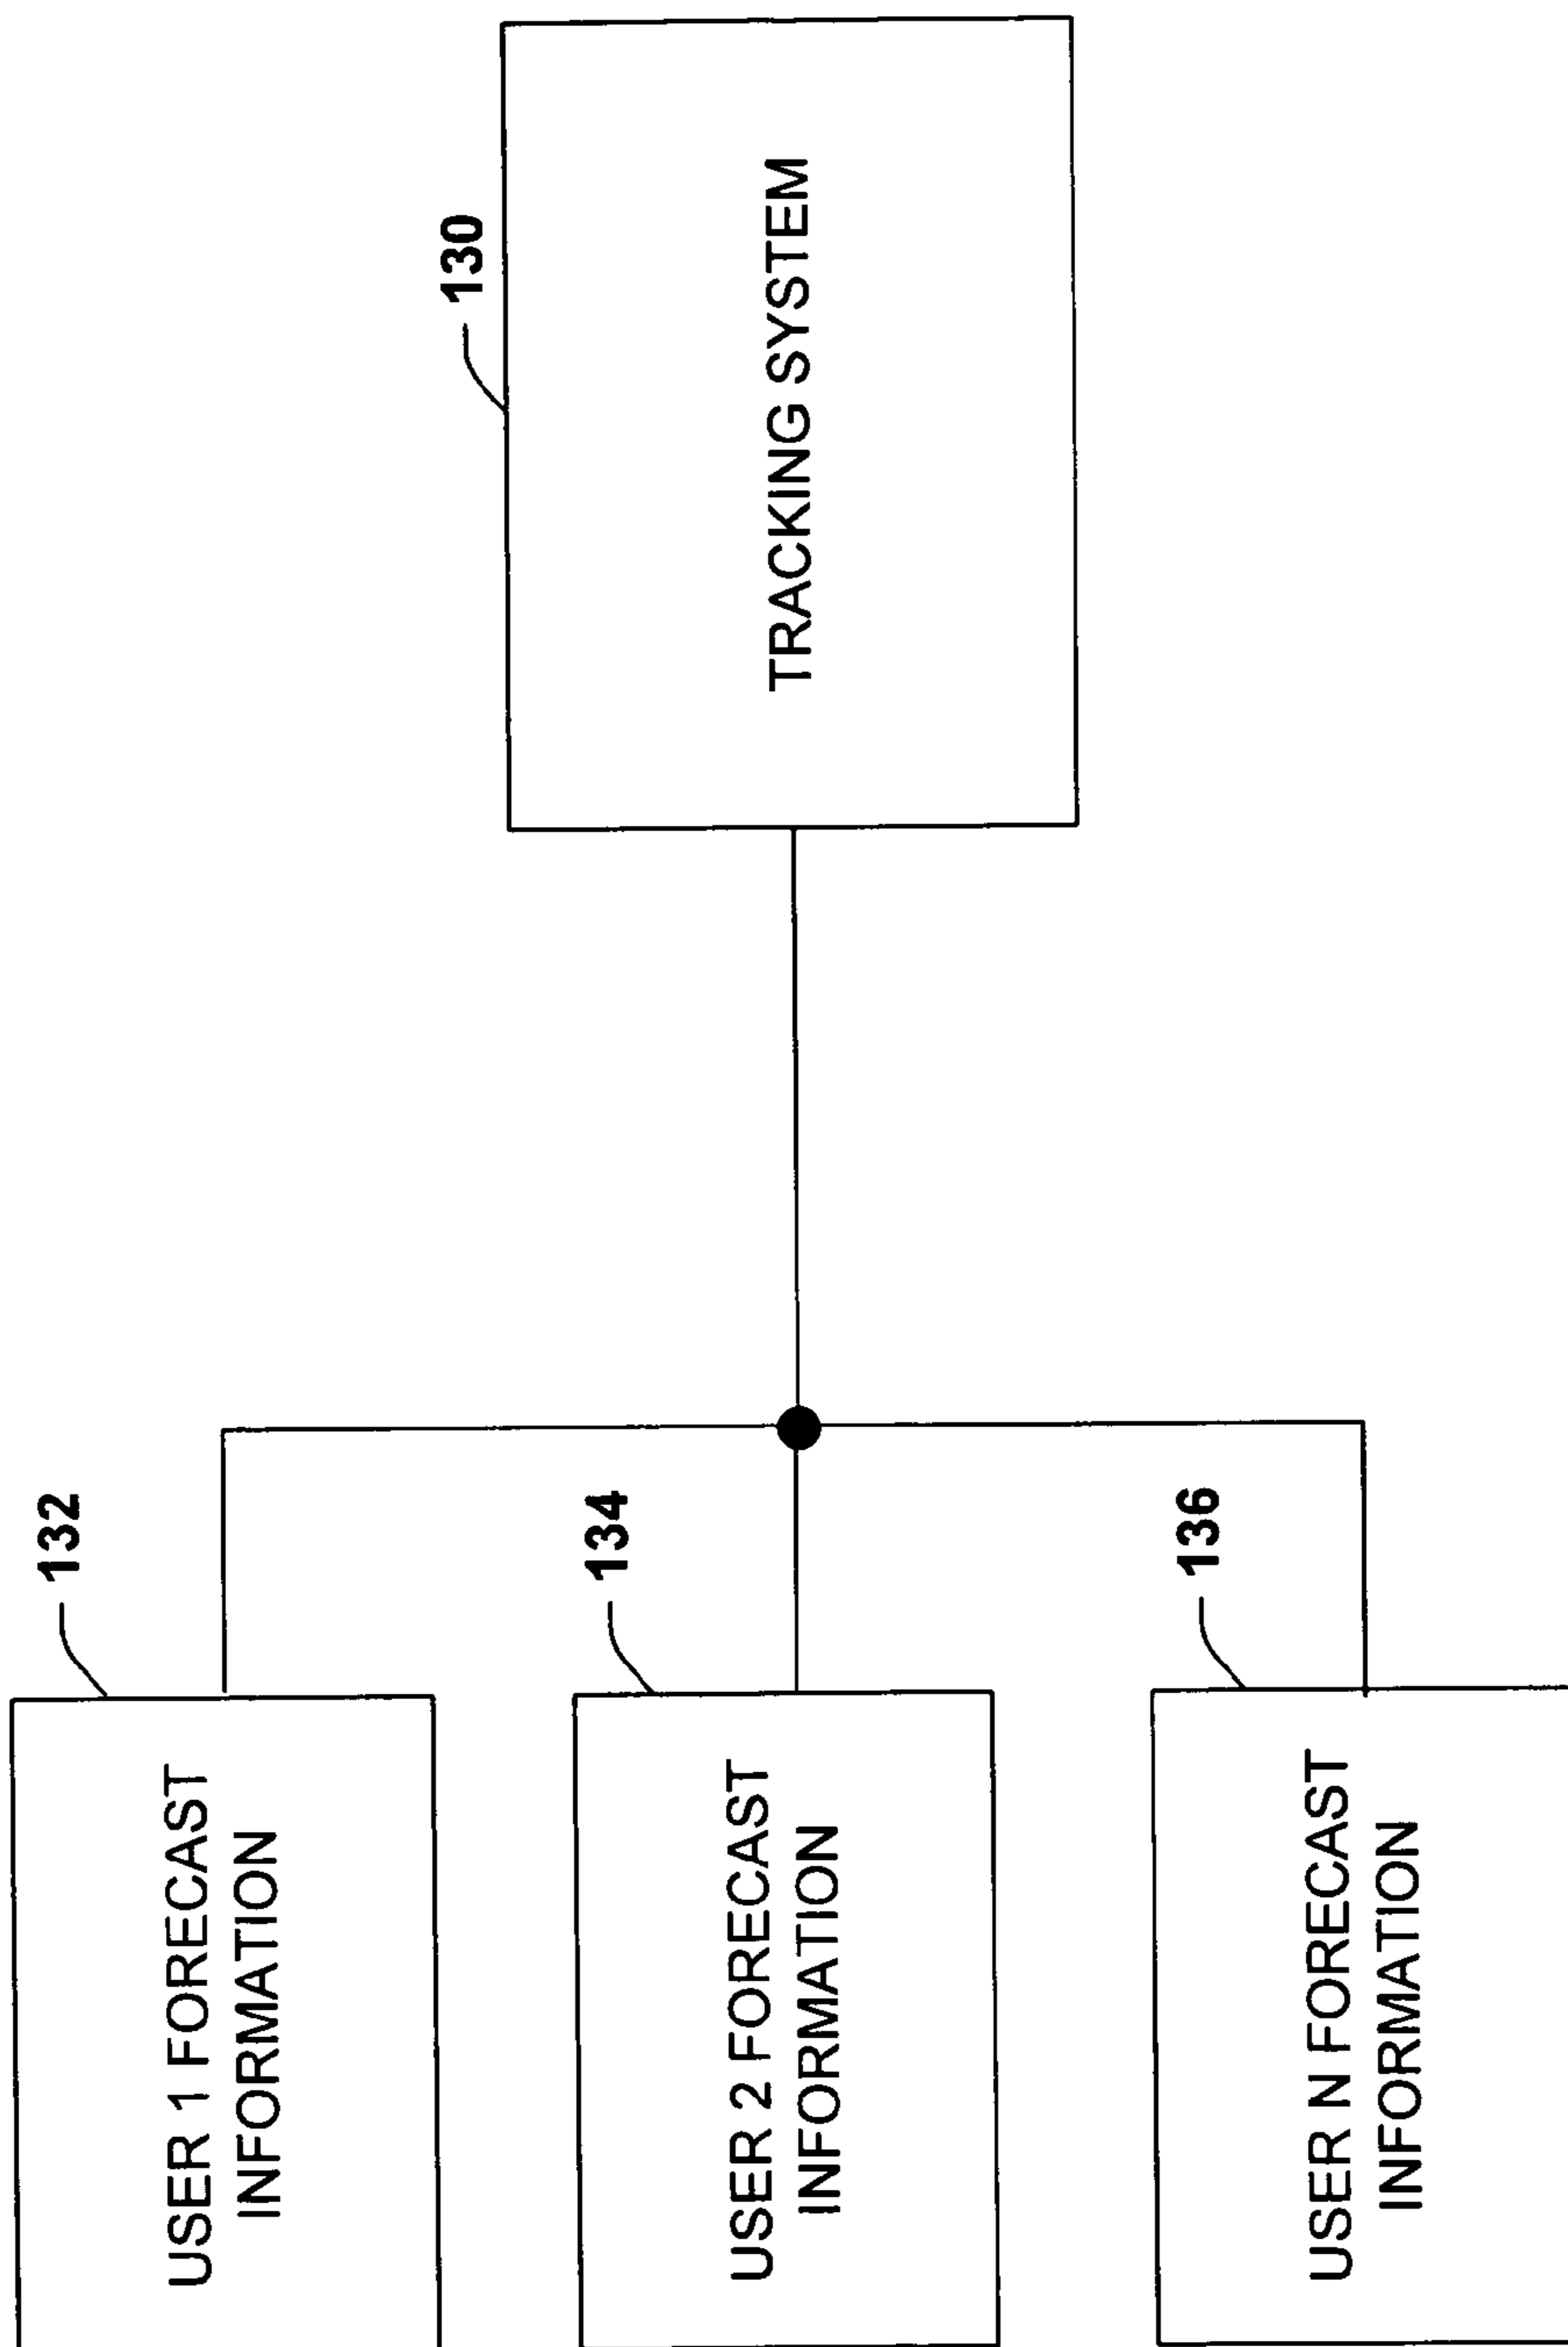 132
USER 1 FORECAST
INFORMATION
134
USER 2 FORECAST
INFORMATION
136
USER N FORECAST
INFORMATION
130
TRACKING SYSTEM